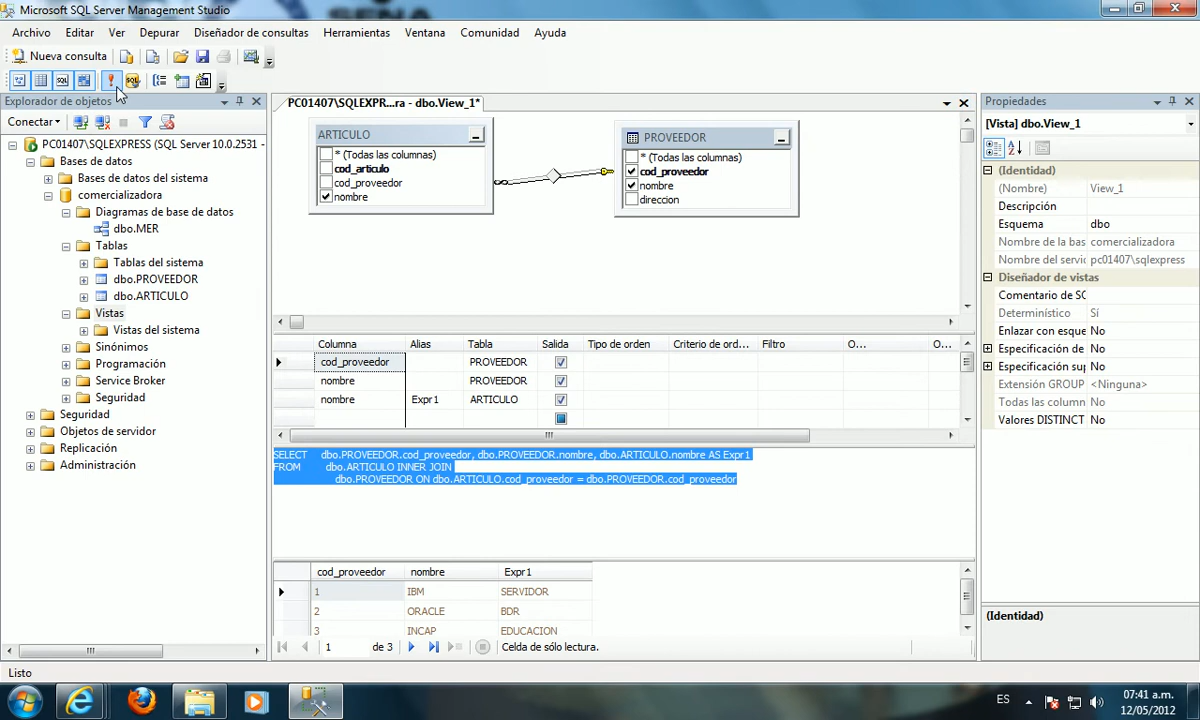 Microsoft SQL Server Management Studio
Archivo Editar Ver Depurar Diseñador de consultas Herramientas Ventana Comunidad Ayuda
Nueva consulta
SQL SQL
Explorador de objetos
Conectar
PC01407\SQLEXPRESS (SQL Server 10.0.2531 -
Bases de datos
Bases de datos del sistema
comercializadora
Diagramas de base de datos
dbo.MER
Tablas
Tablas del sistema
dbo.PROVEEDOR
dbo.ARTICULO
Vistas
Vistas del sistema
Sinónimos
Programación
Service Broker
Seguridad
Seguridad
Objetos de servidor
Replicación
Administración
PC01407\SQLEXPR...ra - dbo.View_1*
ARTICULO
* (Todas las columnas)
cod_articulo
cod_proveedor
nombre
PROVEEDOR
* (Todas las columnas)
cod_proveedor
nombre
direccion
Columna Alias Tabla Salida Tipo de orden Criterio de ord... Filtro O... O...
cod_proveedor PROVEEDOR
nombre PROVEEDOR
nombre Expr1 ARTICULO
SELECT dbo.PROVEEDOR.cod_proveedor, dbo.PROVEEDOR.nombre, dbo.ARTICULO.nombre AS Expr1
FROM dbo.ARTICULO INNER JOIN
dbo.PROVEEDOR ON dbo.ARTICULO.cod_proveedor = dbo.PROVEEDOR.cod_proveedor
cod_proveedor nombre Expr1
1 IBM SERVIDOR
2 ORACLE BDR
3 INCAP EDUCACION
1 de 3 Celda de sólo lectura.
Propiedades
[Vista] dbo.View_1
(Identidad)
(Nombre) View_1
Descripción
Esquema dbo
Nombre de la bas comercializadora
Nombre del servic pc01407\sqlexpress
Diseñador de vistas
Comentario de SQ
Determinístico Sí
Enlazar con esque No
Especificación de No
Especificación sup No
Extensión GROUP <Ninguna>
Todas las column No
Valores DISTINCT No
(Identidad)
Listo
ES
07:41 a.m.
12/05/2012